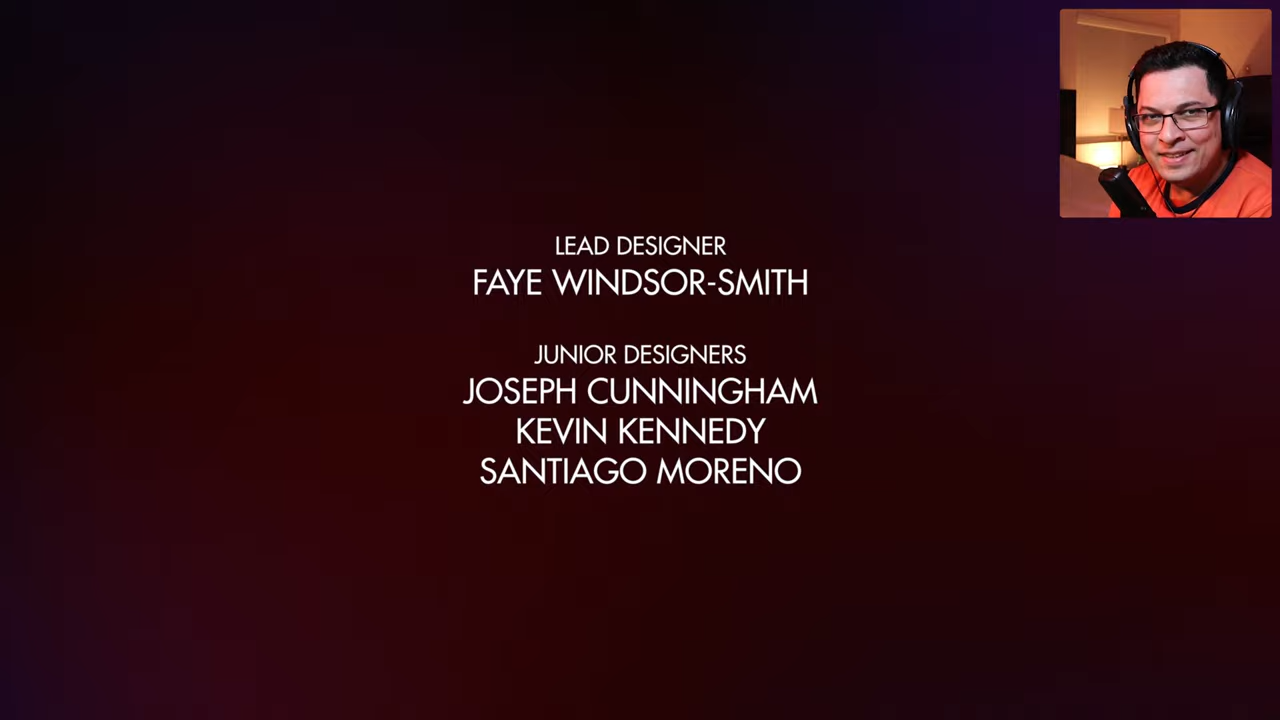 LEAD DESIGNER
FAYE WINDSOR-SMITH
JUNIOR DESIGNERS
JOSEPH CUNNINGHAM
KEVIN KENNEDY
SANTIAGO MORENO